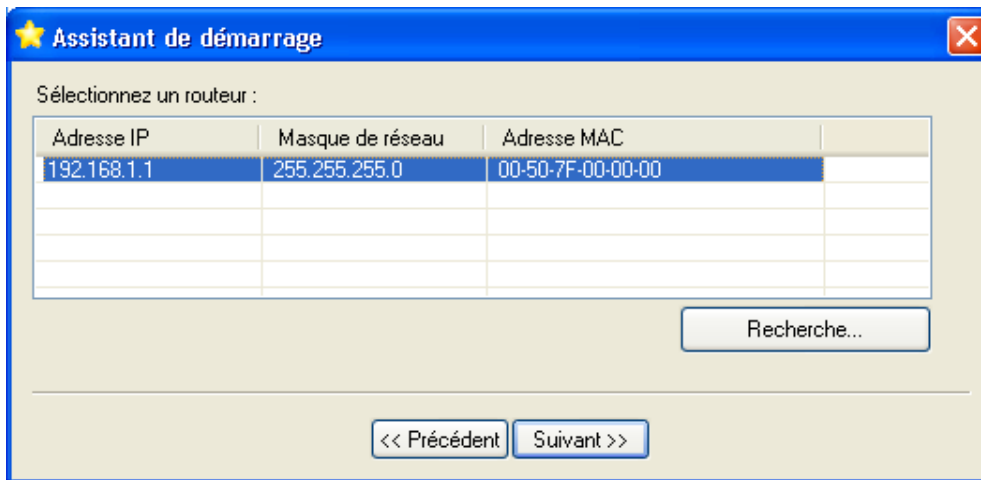 Assistant de démarrage
Sélectionnez un routeur :
Adresse IP Masque de réseau Adresse MAC
192.168.1.1 255.255.255.0 00-50-7F-00-00-00
Recherche...
<< Précédent Suivant >>